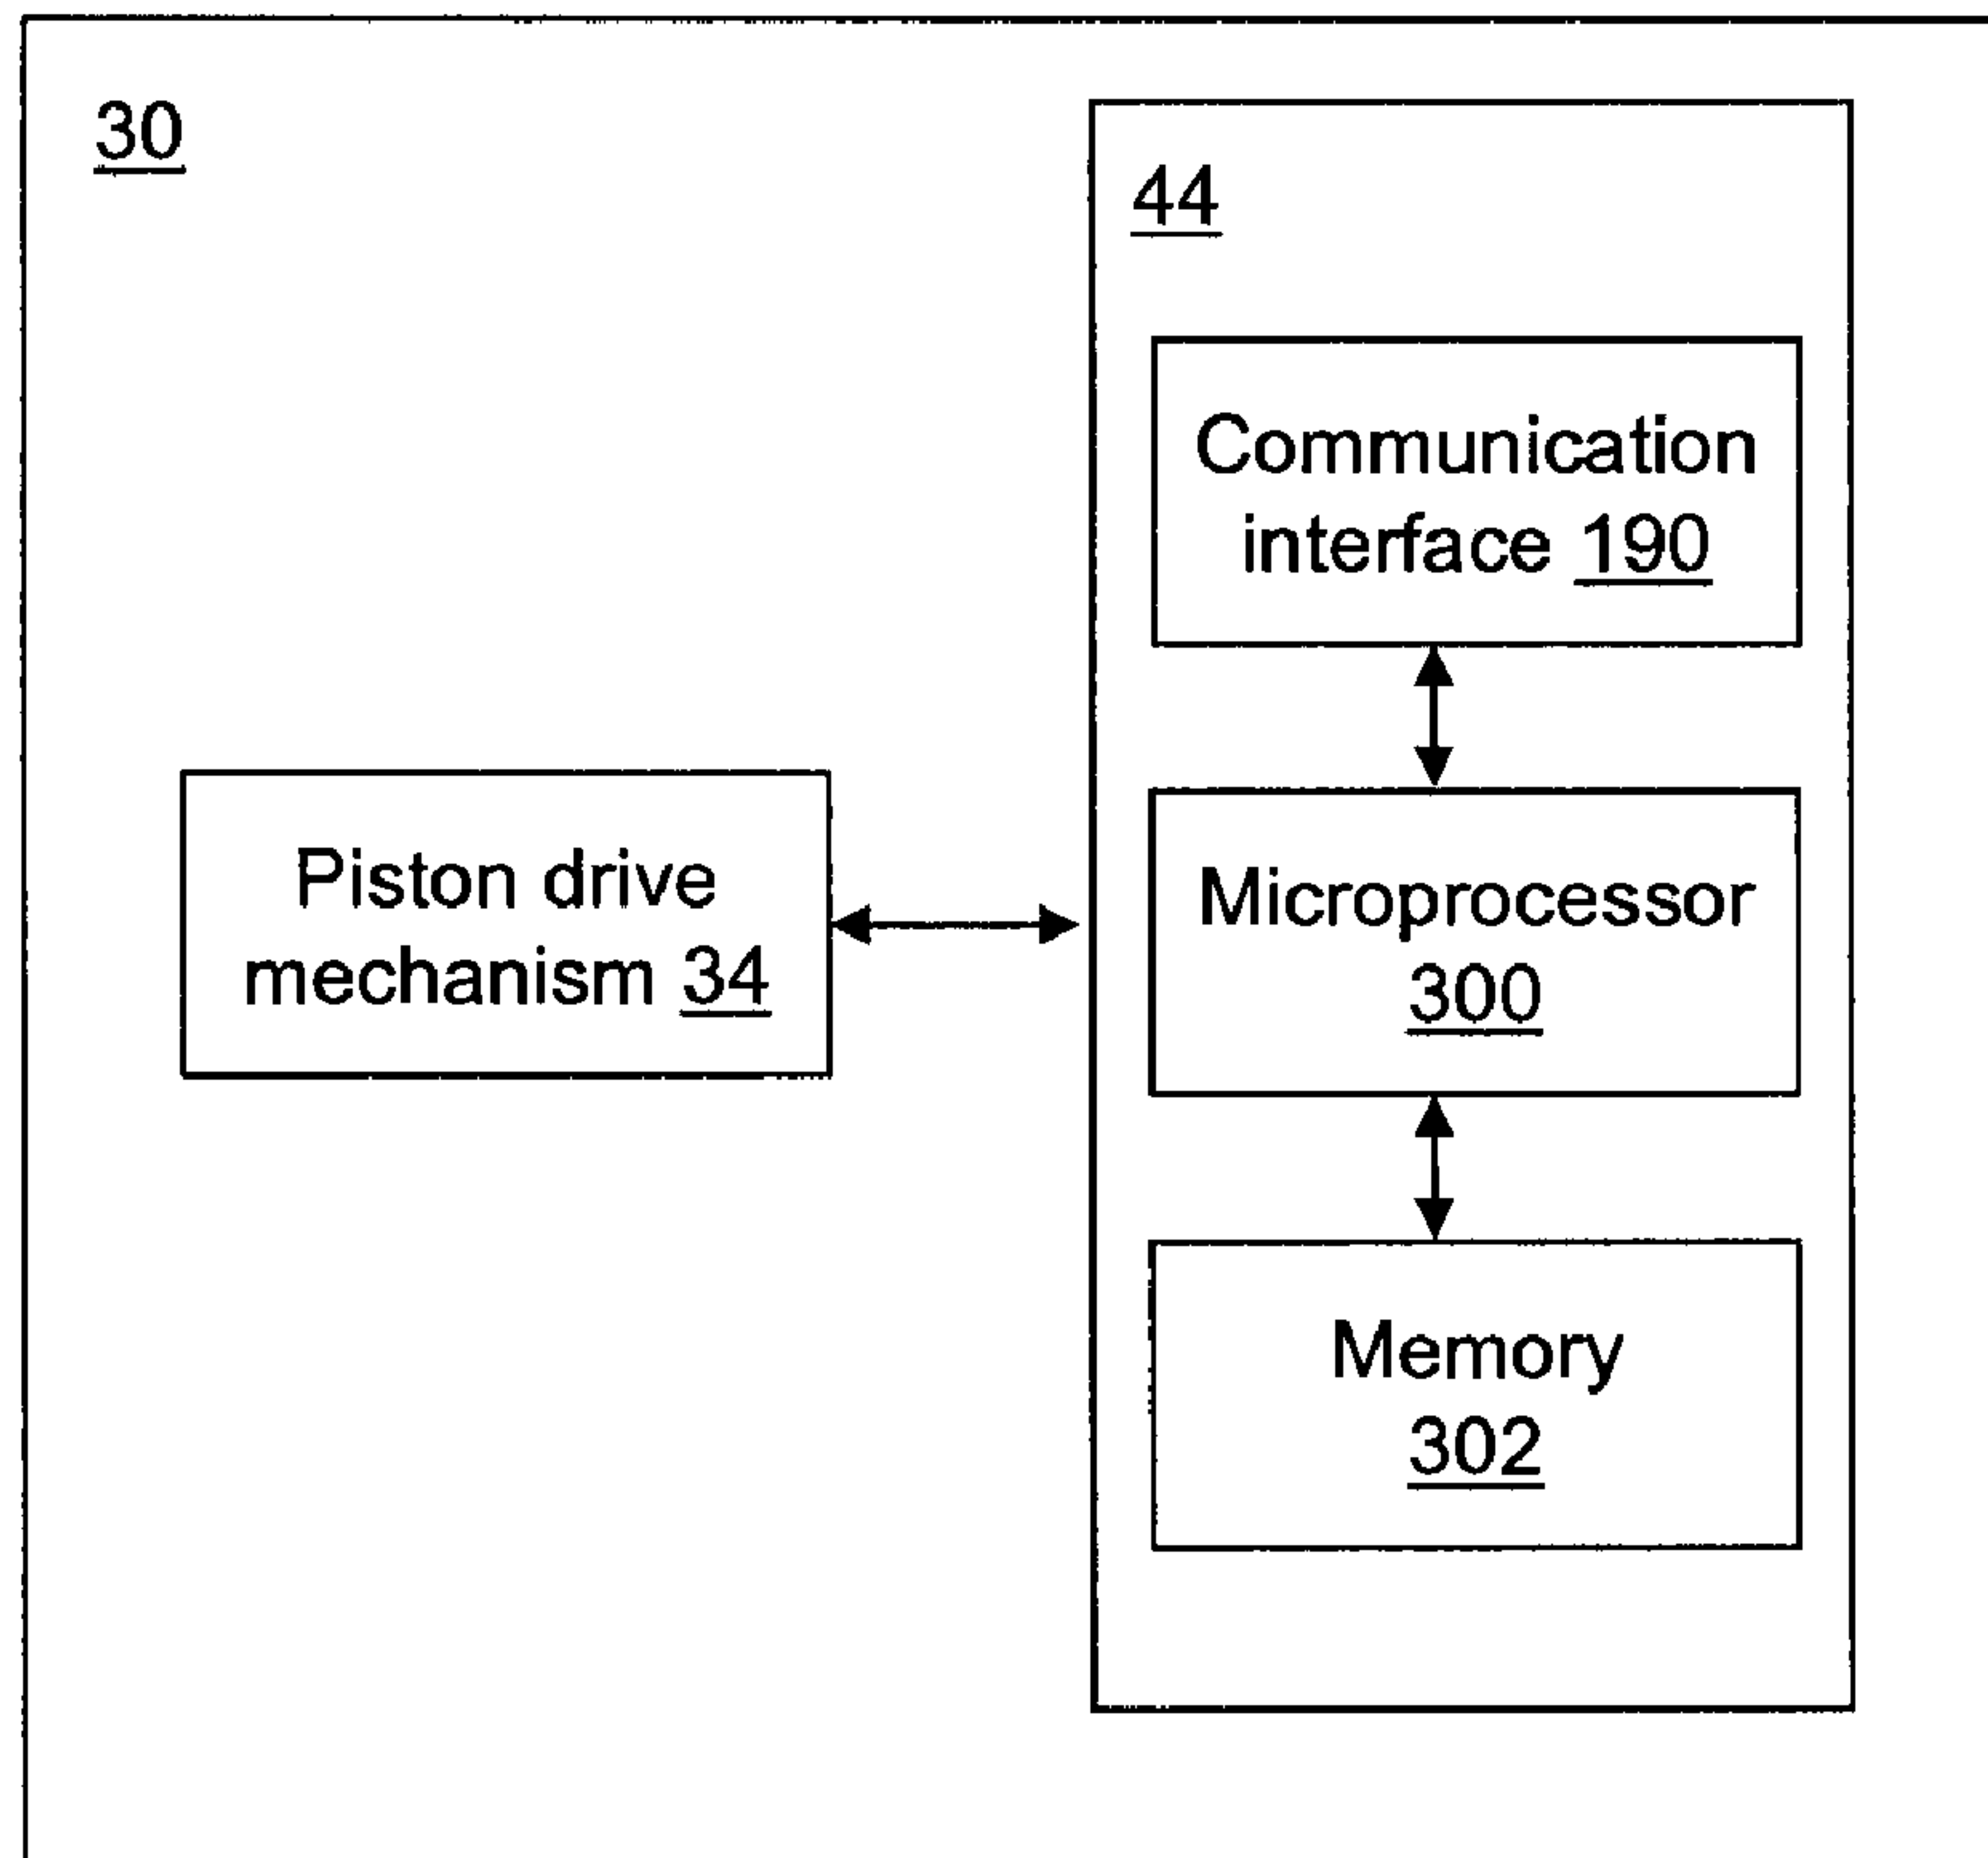 30
44
Communication
interface 190
Piston drive
mechanism 34
Microprocessor
300
Memory
302